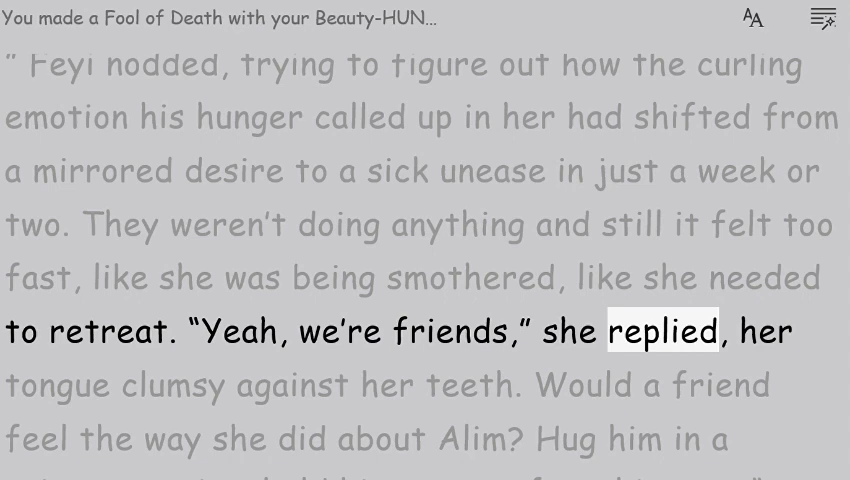 You made a Fool of Death with your Beauty-HUN...
" Feyi nodded, trying to figure out how the curling
emotion his hunger called up in her had shifted from
a mirrored desire to a sick unease in just a week or
two. They weren’t doing anything and still it felt too
fast, like she was being smothered, like she needed
to retreat. “Yeah, we’re friends,” she replied, her
tongue clumsy against her teeth. Would a friend
feel the way she did about Alim? Hug him in a